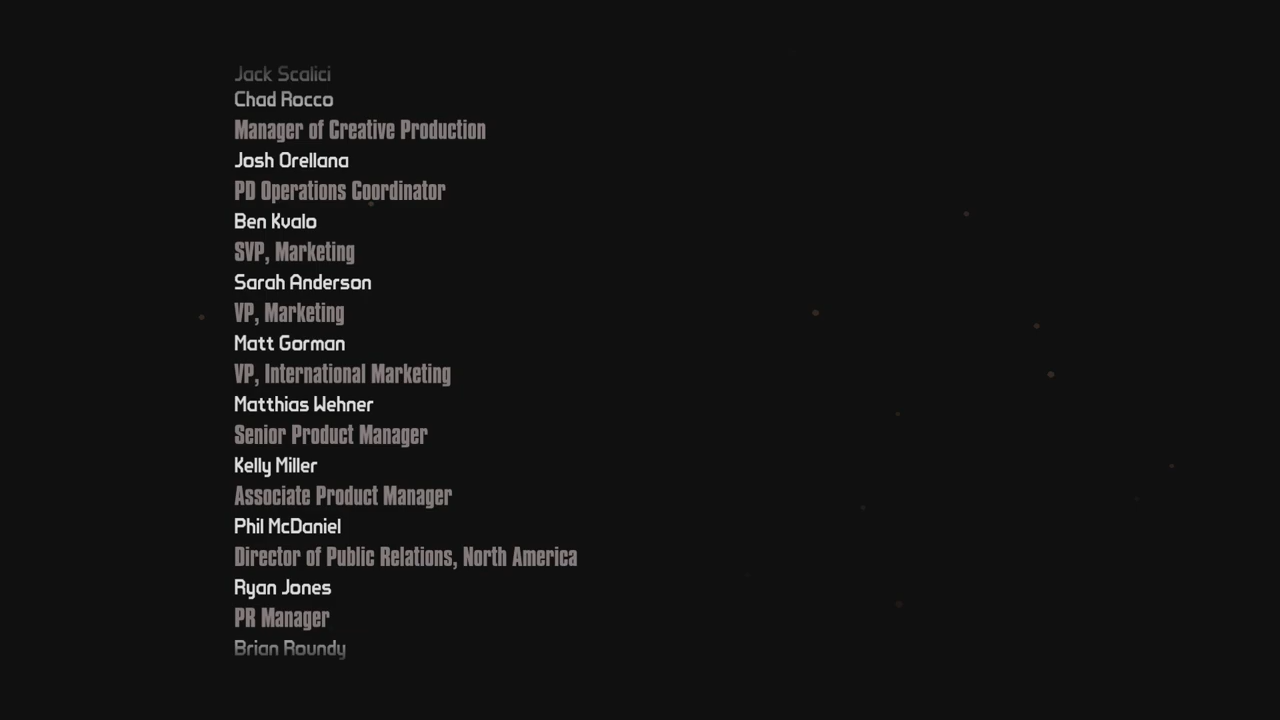 Jack Scalici
Chad Rocco
Manager of Creative Production
Josh Orellana
PD Operations Coordinator
Ben Kvalo
SVP, Marketing
Sarah Anderson
VP, Marketing
Matt Gorman
VP, International Marketing
Matthias Wehner
Senior Product Manager
Kelly Miller
Associate Product Manager
Phil McDaniel
Director of Public Relations, North America
Ryan Jones
PR Manager
Brian Roundy